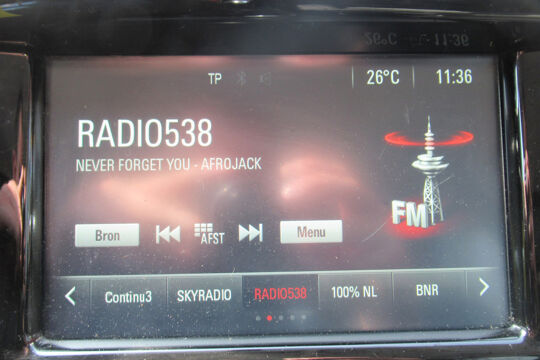 TP 26°C 11:36
RADIO538
NEVER FORGET YOU - AFROJACK
FM
Bron AFST Menu
Continu3 SKYRADIO RADIO538 100% NL BNR